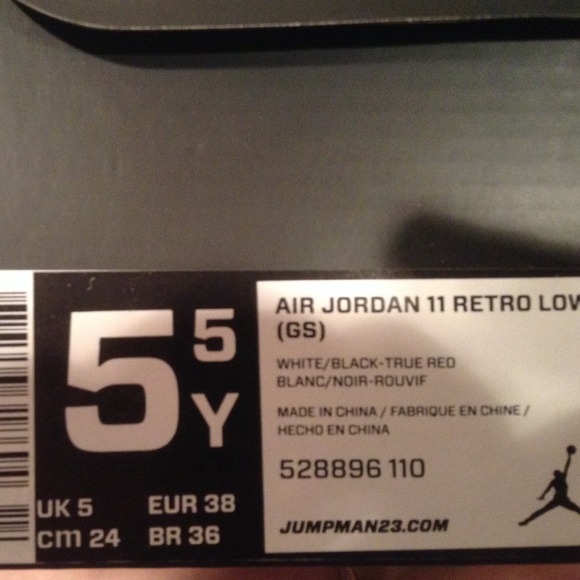 5 5 Y
UK 5 EUR 38
cm 24 BR 36
AIR JORDAN 11 RETRO LOW
(GS)
WHITE/BLACK-TRUE RED
BLANC/NOIR-ROUVIF
MADE IN CHINA / FABRIQUE EN CHINE /
HECHO EN CHINA
528896 110
JUMPMAN23.COM